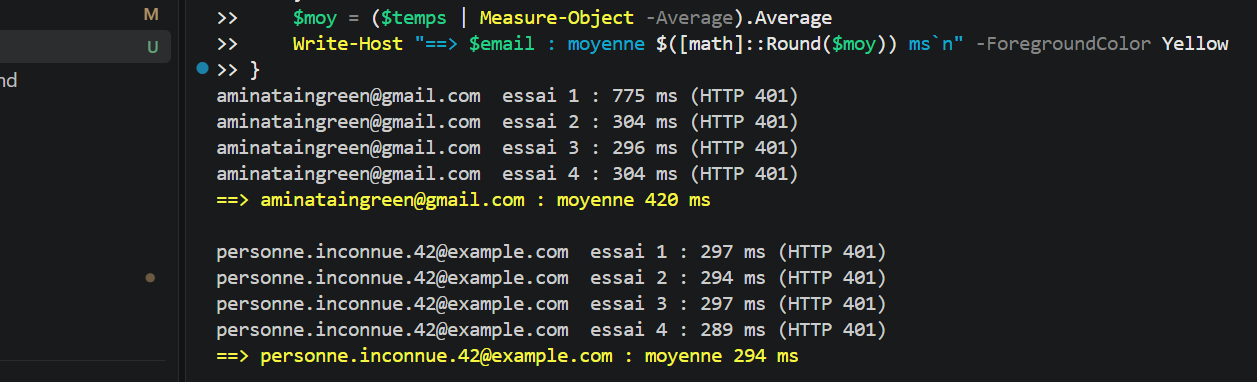 M
>>     $moy = ($temps | Measure-Object -Average).Average
U
>>     Write-Host "==> $email : moyenne $([math]::Round($moy)) ms`n" -ForegroundColor Yellow
nd
>> }
aminataingreen@gmail.com  essai 1 : 775 ms (HTTP 401)
aminataingreen@gmail.com  essai 2 : 304 ms (HTTP 401)
aminataingreen@gmail.com  essai 3 : 296 ms (HTTP 401)
aminataingreen@gmail.com  essai 4 : 304 ms (HTTP 401)
==> aminataingreen@gmail.com : moyenne 420 ms
personne.inconnue.42@example.com  essai 1 : 297 ms (HTTP 401)
personne.inconnue.42@example.com  essai 2 : 294 ms (HTTP 401)
personne.inconnue.42@example.com  essai 3 : 297 ms (HTTP 401)
personne.inconnue.42@example.com  essai 4 : 289 ms (HTTP 401)
==> personne.inconnue.42@example.com : moyenne 294 ms